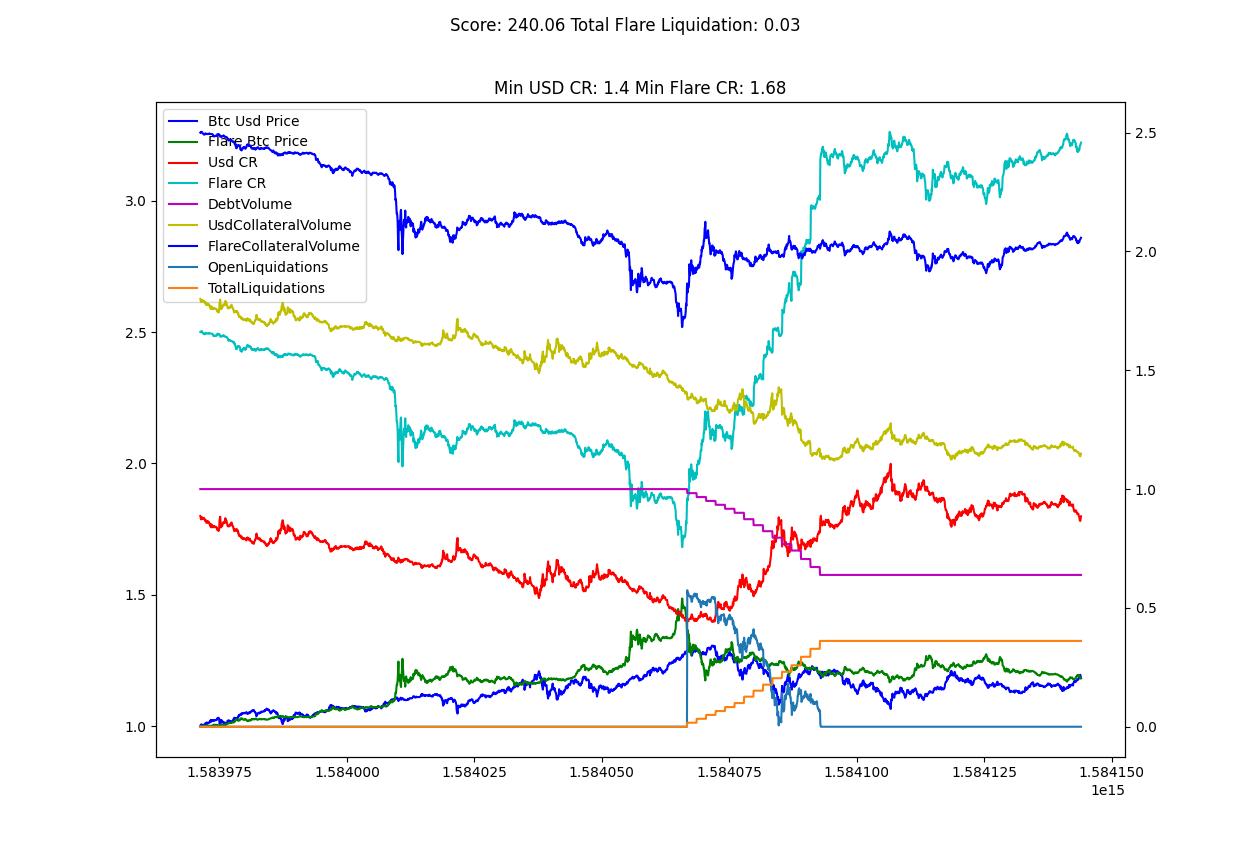 Score: 240.06 Total Flare Liquidation: 0.03
Min USD CR: 1.4 Min Flare CR: 1.68
Btc Usd Price
Flare Btc Price
Usd CR
Flare CR
DebtVolume
UsdCollateralVolume
FlareCollateralVolume
OpenLiquidations
TotalLiquidations
3.0
2.5
2.0
1.5
1.0
2.5
2.0
1.5
1.0
0.5
0.0
1.583975 1.584000 1.584025 1.584050 1.584075 1.584100 1.584125 1.584150
1e15